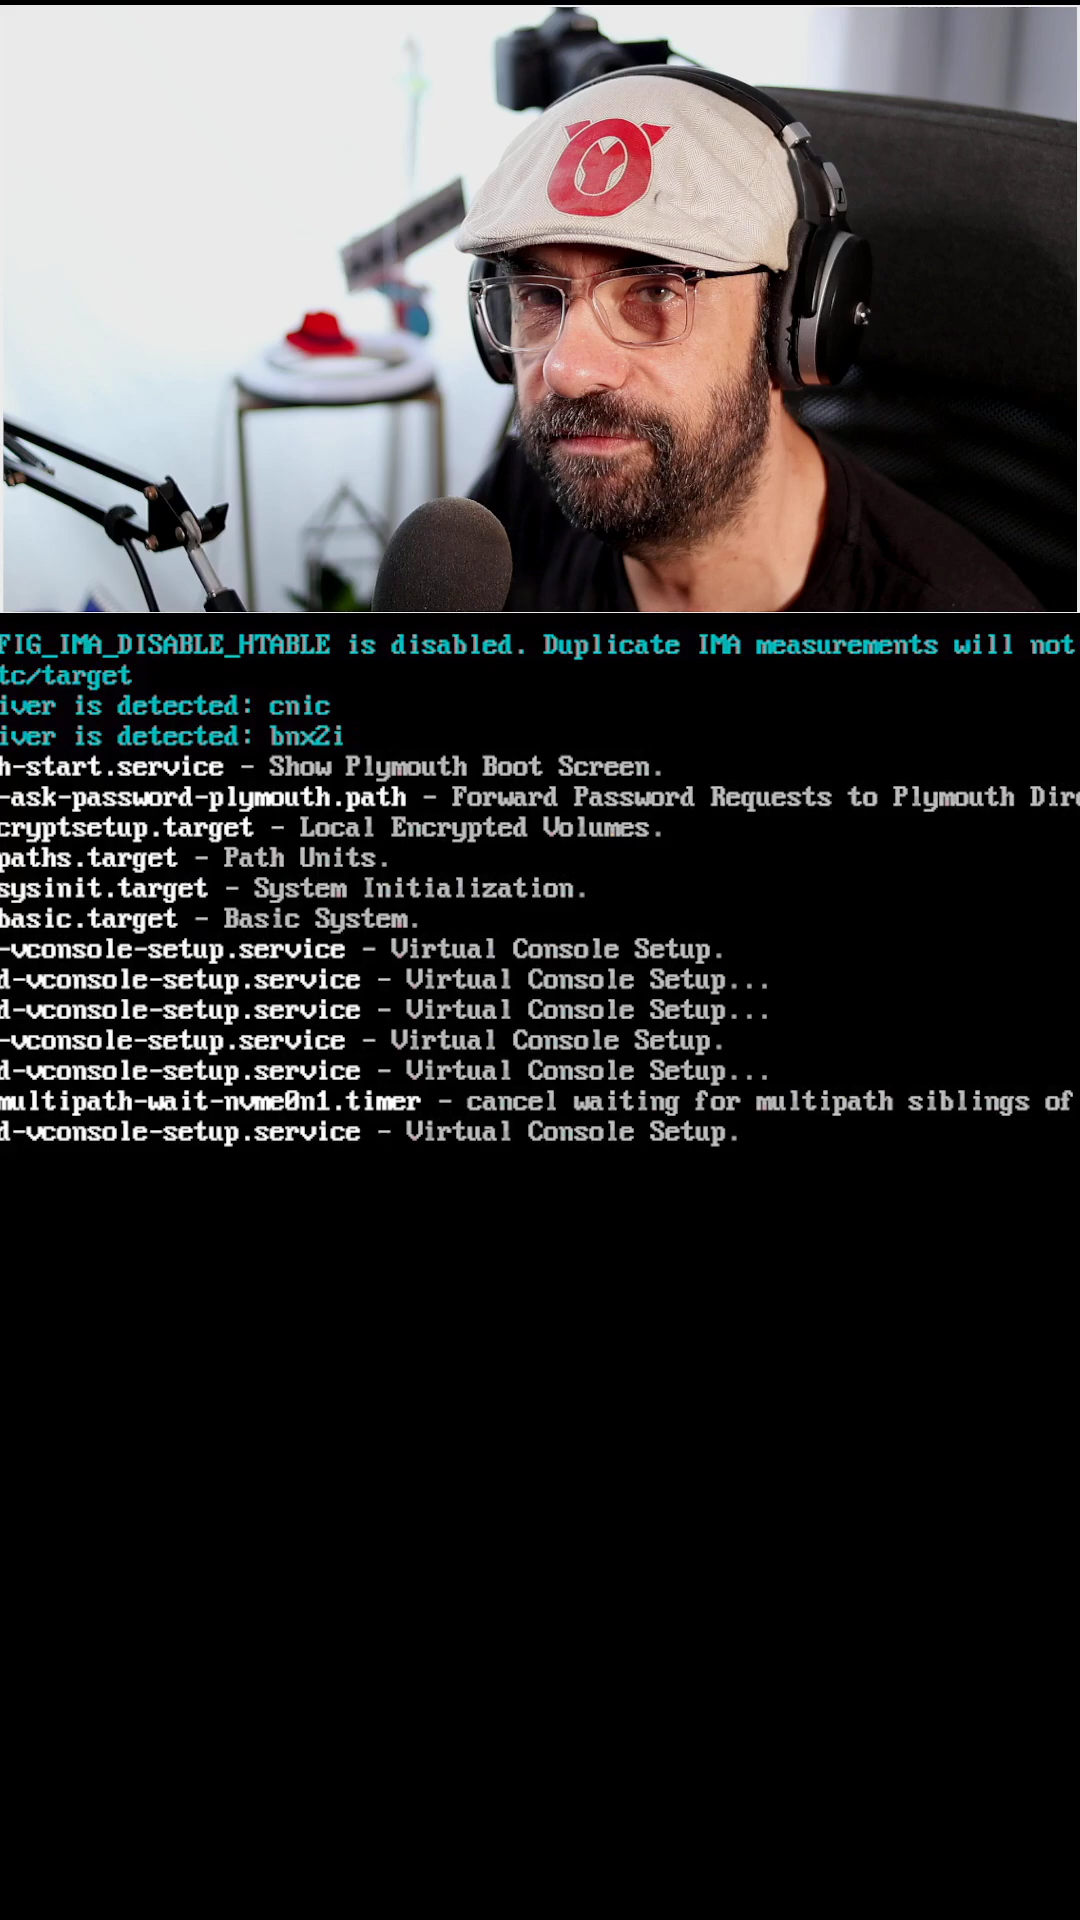 FIG_IMA_DISABLE_HTABLE is disabled. Duplicate IMA measurements will not
tc/target
iver is detected: cnic
iver is detected: bnx2i
h-start.service - Show Plymouth Boot Screen.
-ask-password-plymouth.path - Forward Password Requests to Plymouth Dire
cryptsetup.target - Local Encrypted Volumes.
paths.target - Path Units.
sysinit.target - System Initialization.
basic.target - Basic System.
-vconsole-setup.service - Virtual Console Setup.
d-vconsole-setup.service - Virtual Console Setup...
d-vconsole-setup.service - Virtual Console Setup...
-vconsole-setup.service - Virtual Console Setup.
d-vconsole-setup.service - Virtual Console Setup...
multipath-wait-nvme0n1.timer - cancel waiting for multipath siblings of
d-vconsole-setup.service - Virtual Console Setup.